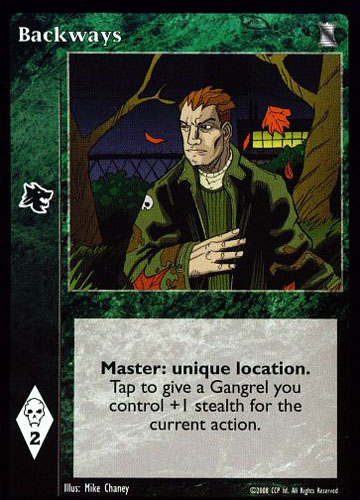 Backways
Master: unique location.
Tap to give a Gangrel you
control +1 stealth for the
current action.
2
Illus: Mike Chaney
©2008 CCP hf. All Rights Reserved